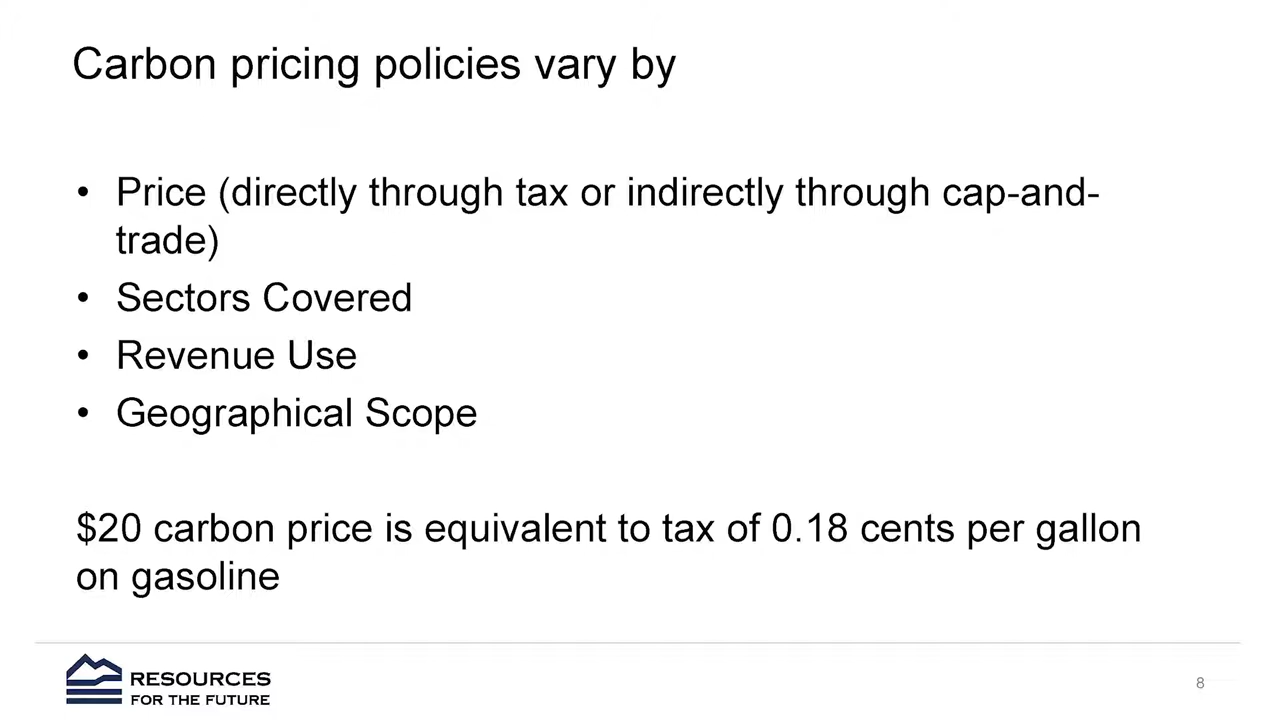 Carbon pricing policies vary by
• Price (directly through tax or indirectly through cap-and-
trade)
• Sectors Covered
• Revenue Use
• Geographical Scope
$20 carbon price is equivalent to tax of 0.18 cents per gallon
on gasoline
RESOURCES
FOR THE FUTURE
8